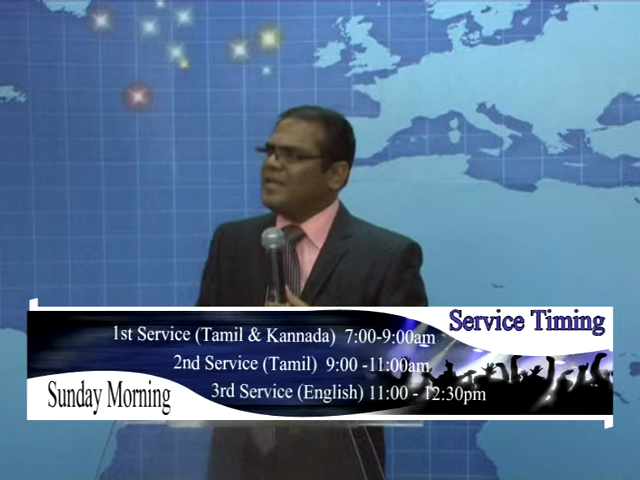 Service Timing
1st Service (Tamil & Kannada) 7:00-9:00am
2nd Service (Tamil) 9:00 -11:00am
3rd Service (English) 11:00 - 12:30pm
Sunday Morning